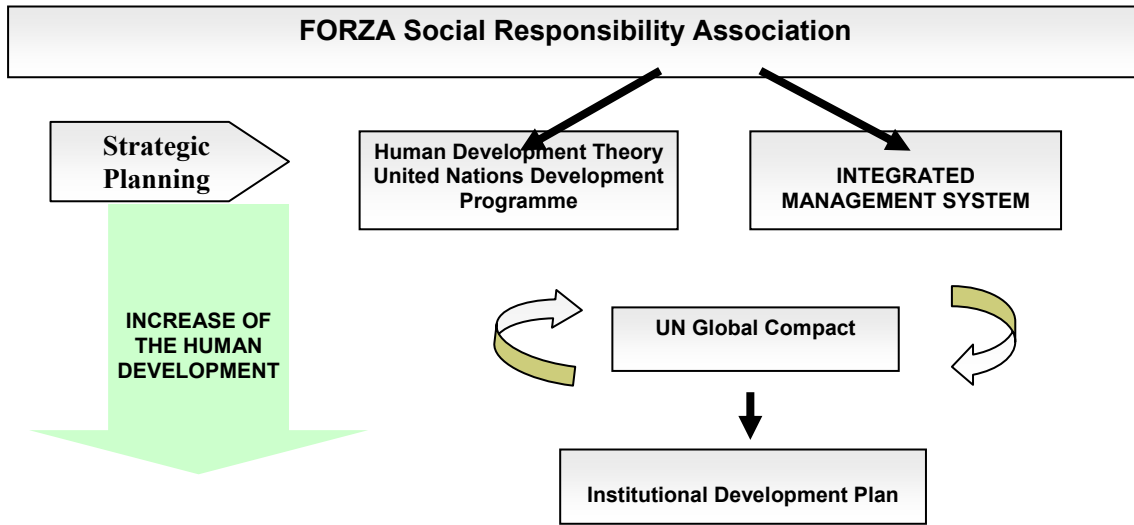 FORZA Social Responsibility Association
Strategic
Planning
Human Development Theory
United Nations Development
Programme
INTEGRATED
MANAGEMENT SYSTEM
INCREASE OF
THE HUMAN
DEVELOPMENT
UN Global Compact
Institutional Development Plan